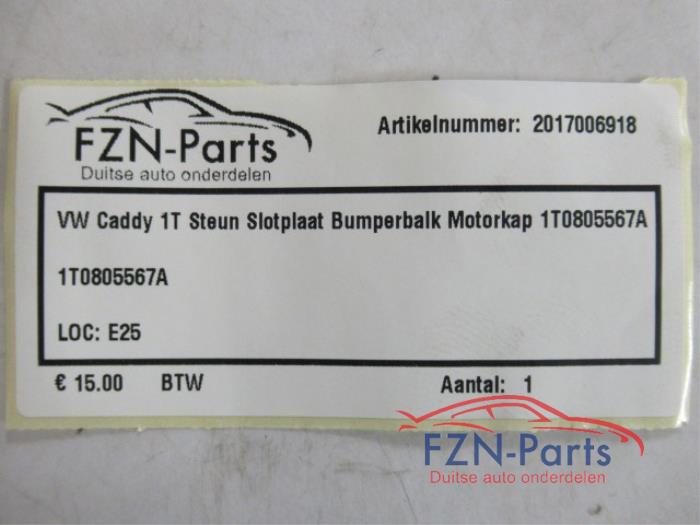 FZN-Parts
Duitse auto onderdelen
Artikelnummer: 2017006918
VW Caddy 1T Steun Slotplaat Bumperbalk Motorkap 1T0805567A
1T0805567A
LOC: E25
€ 15.00 BTW Aantal: 1
FZN-Parts
Duitse auto onderdelen